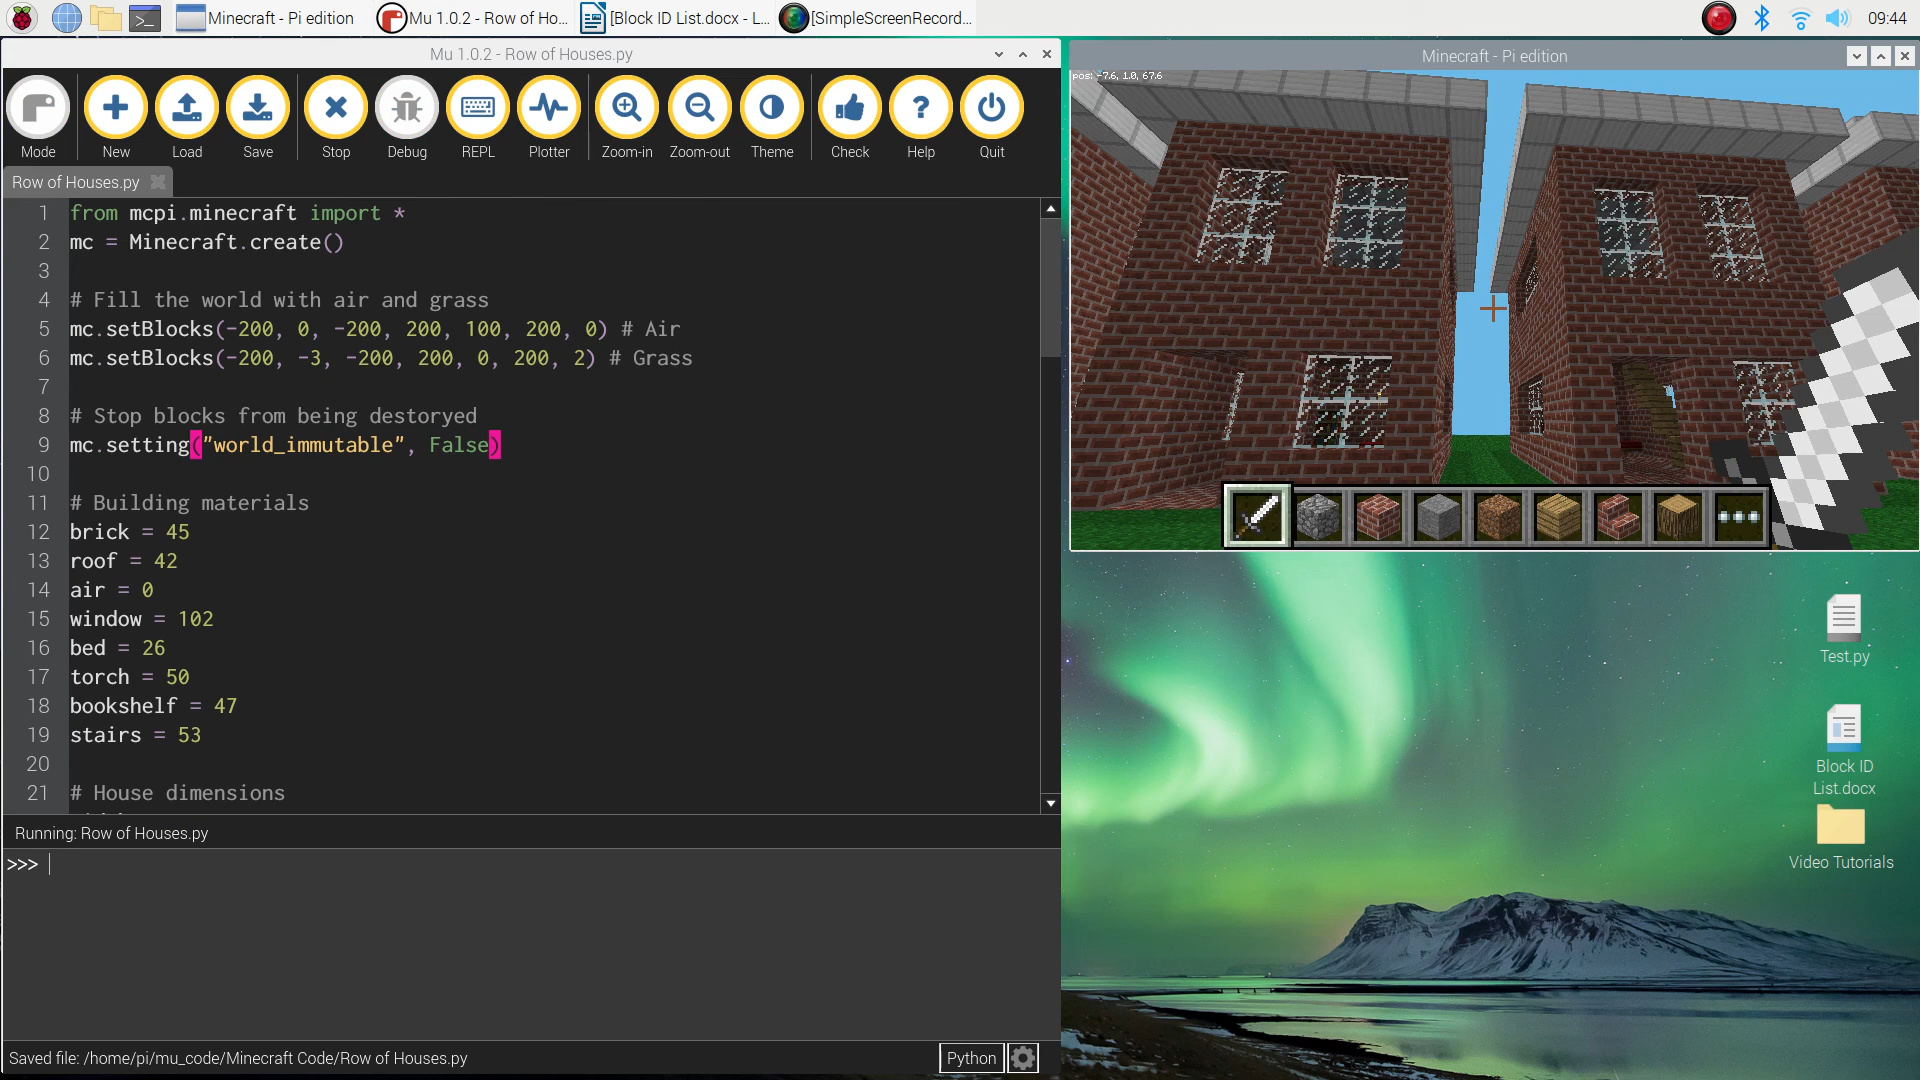 Minecraft - Pi edition
Mu 1.0.2 - Row of Ho...
[Block ID List.docx - L...
[SimpleScreenRecord...
09:44
Mu 1.0.2 - Row of Houses.py
Mode
New
Load
Save
Stop
Debug
REPL
Plotter
Zoom-in
Zoom-out
Theme
Check
Help
Quit
Row of Houses.py
1 from mcpi.minecraft import *
2 mc = Minecraft.create()
3
4 # Fill the world with air and grass
5 mc.setBlocks(-200, 0, -200, 200, 100, 200, 0) # Air
6 mc.setBlocks(-200, -3, -200, 200, 0, 200, 2) # Grass
7
8 # Stop blocks from being destoryed
9 mc.setting("world_immutable", False)
10
11 # Building materials
12 brick = 45
13 roof = 42
14 air = 0
15 window = 102
16 bed = 26
17 torch = 50
18 bookshelf = 47
19 stairs = 53
20
21 # House dimensions
Running: Row of Houses.py
>>>
Saved file: /home/pi/mu_code/Minecraft Code/Row of Houses.py
Python
Minecraft - Pi edition
pos: -7.6, 1.0, 67.6
Test.py
Block ID
List.docx
Video Tutorials